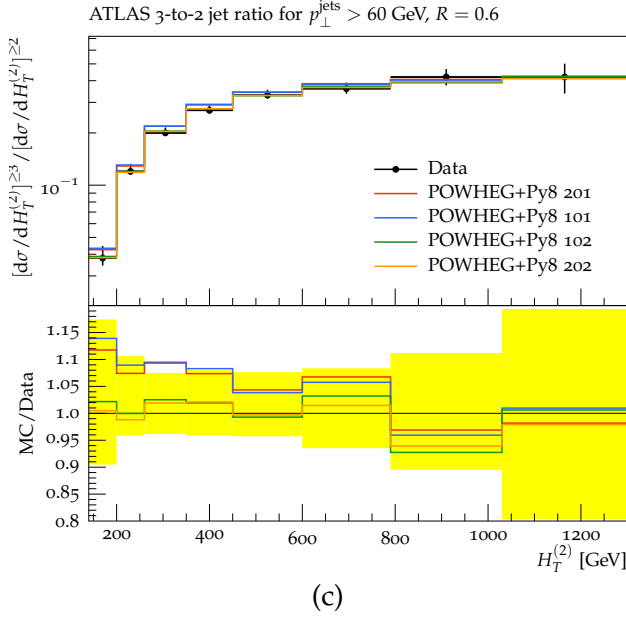 ATLAS 3-to-2 jet ratio for p⊥^jets > 60 GeV, R = 0.6
[dσ/dH_T^(2)]^≥3 / [dσ/dH_T^(2)]^≥2
10^−1
Data
POWHEG+Py8 201
POWHEG+Py8 101
POWHEG+Py8 102
POWHEG+Py8 202
MC/Data
1.15
1.1
1.05
1.0
0.95
0.9
0.85
0.8
200 400 600 800 1000 1200
H_T^(2) [GeV]
(c)